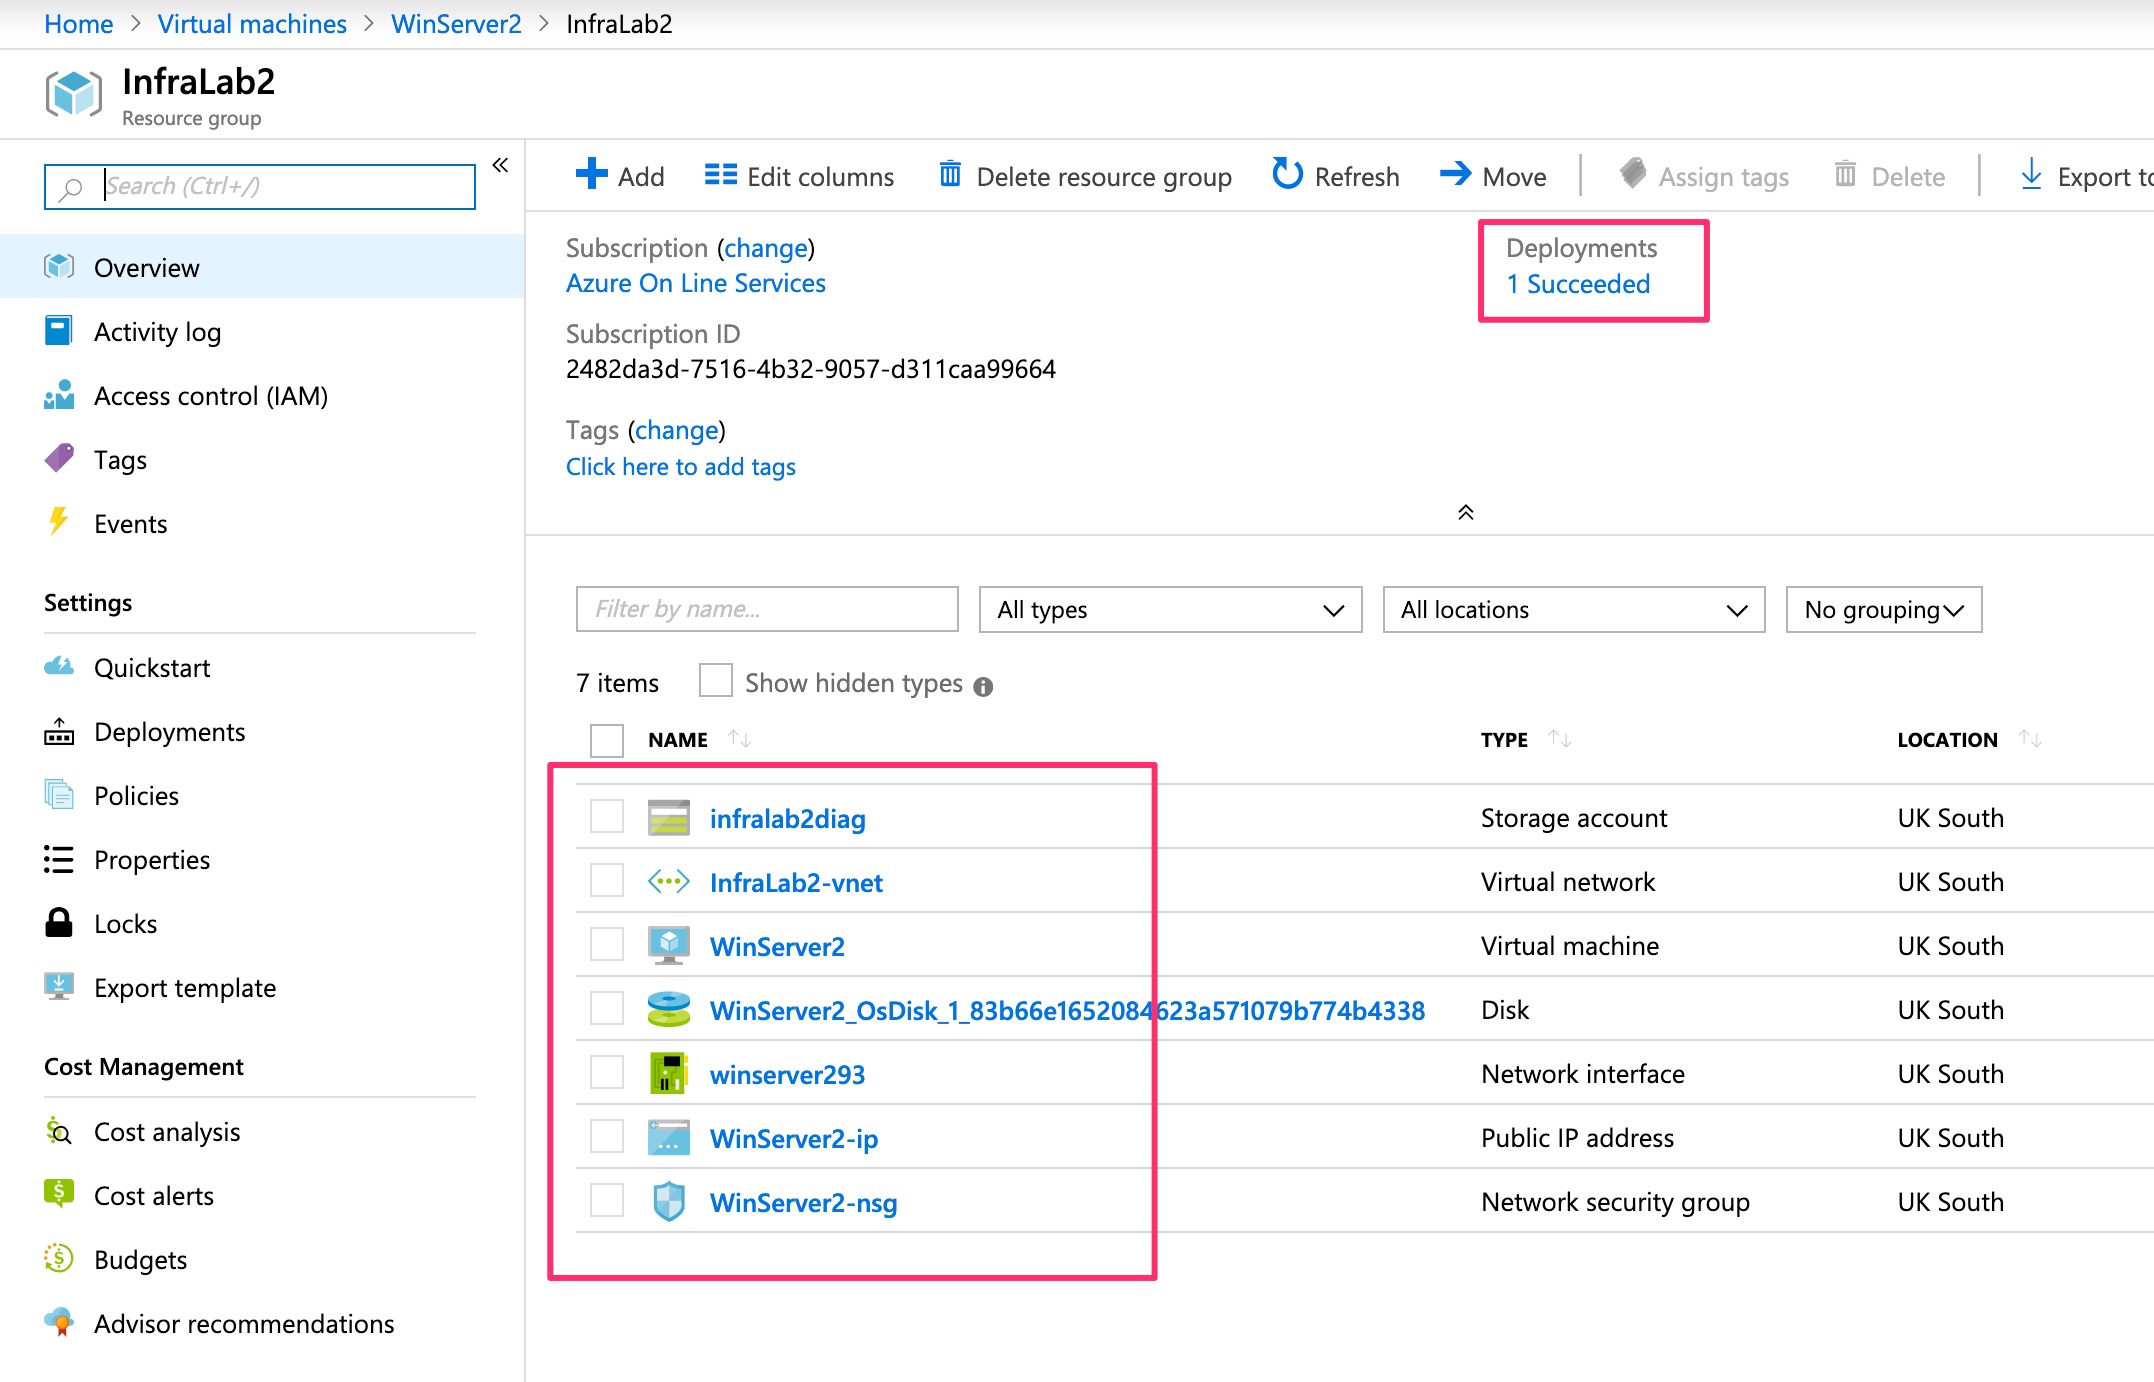 Home > Virtual machines > WinServer2 > InfraLab2
InfraLab2
Resource group
Search (Ctrl+/)
Overview
Activity log
Access control (IAM)
Tags
Events
Settings
Quickstart
Deployments
Policies
Properties
Locks
Export template
Cost Management
Cost analysis
Cost alerts
Budgets
Advisor recommendations
Add Edit columns Delete resource group Refresh Move Assign tags Delete Export to
Subscription (change)
Azure On Line Services
Subscription ID
2482da3d-7516-4b32-9057-d311caa99664
Tags (change)
Click here to add tags
Deployments
1 Succeeded
Filter by name... All types All locations No grouping
7 items Show hidden types
NAME TYPE LOCATION
infralab2diag Storage account UK South
InfraLab2-vnet Virtual network UK South
WinServer2 Virtual machine UK South
WinServer2_OsDisk_1_83b66e1652084623a571079b774b4338 Disk UK South
winserver293 Network interface UK South
WinServer2-ip Public IP address UK South
WinServer2-nsg Network security group UK South